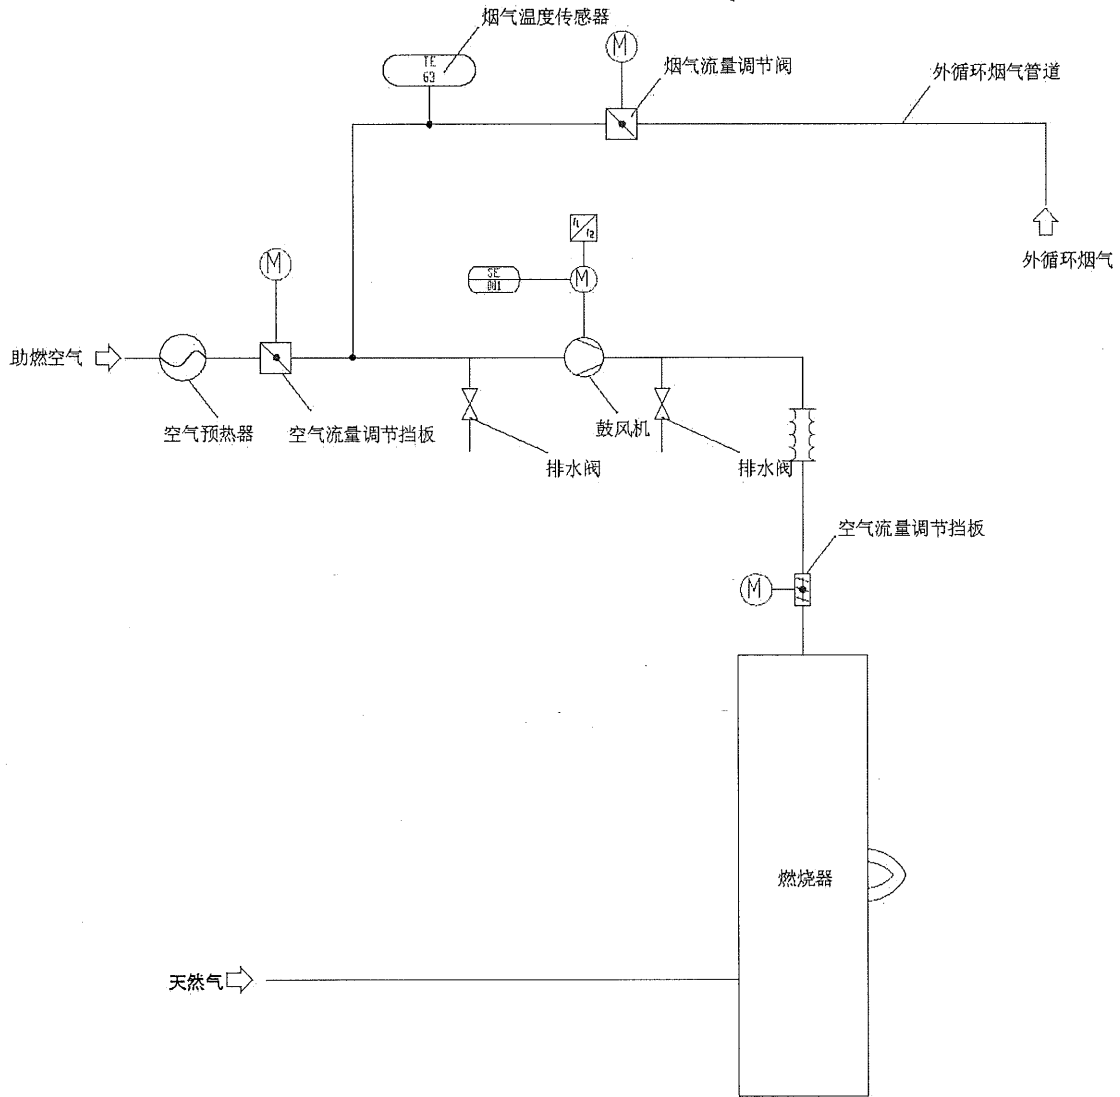 烟气温度传感器
M
烟气流量调节阀
外循环烟气管道
TE
63
f1
f2
外循环烟气
M
SE
001
M
助燃空气
空气预热器
空气流量调节挡板
鼓风机
排水阀
排水阀
空气流量调节挡板
M
燃烧器
天然气